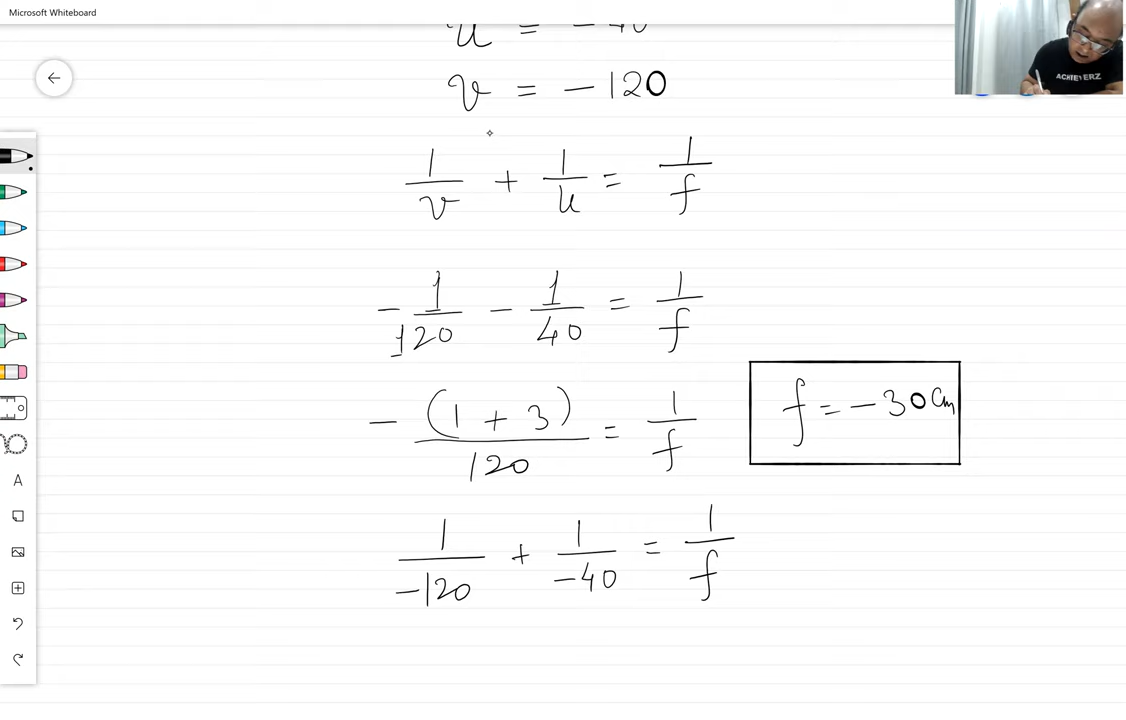 Microsoft Whiteboard
ACHIEVERZ
u = - 40
v = - 120
1/v + 1/u = 1/f
- 1/120 - 1/40 = 1/f
- (1 + 3)/120 = 1/f
f = - 30 cm
1/-120 + 1/-40 = 1/f
A